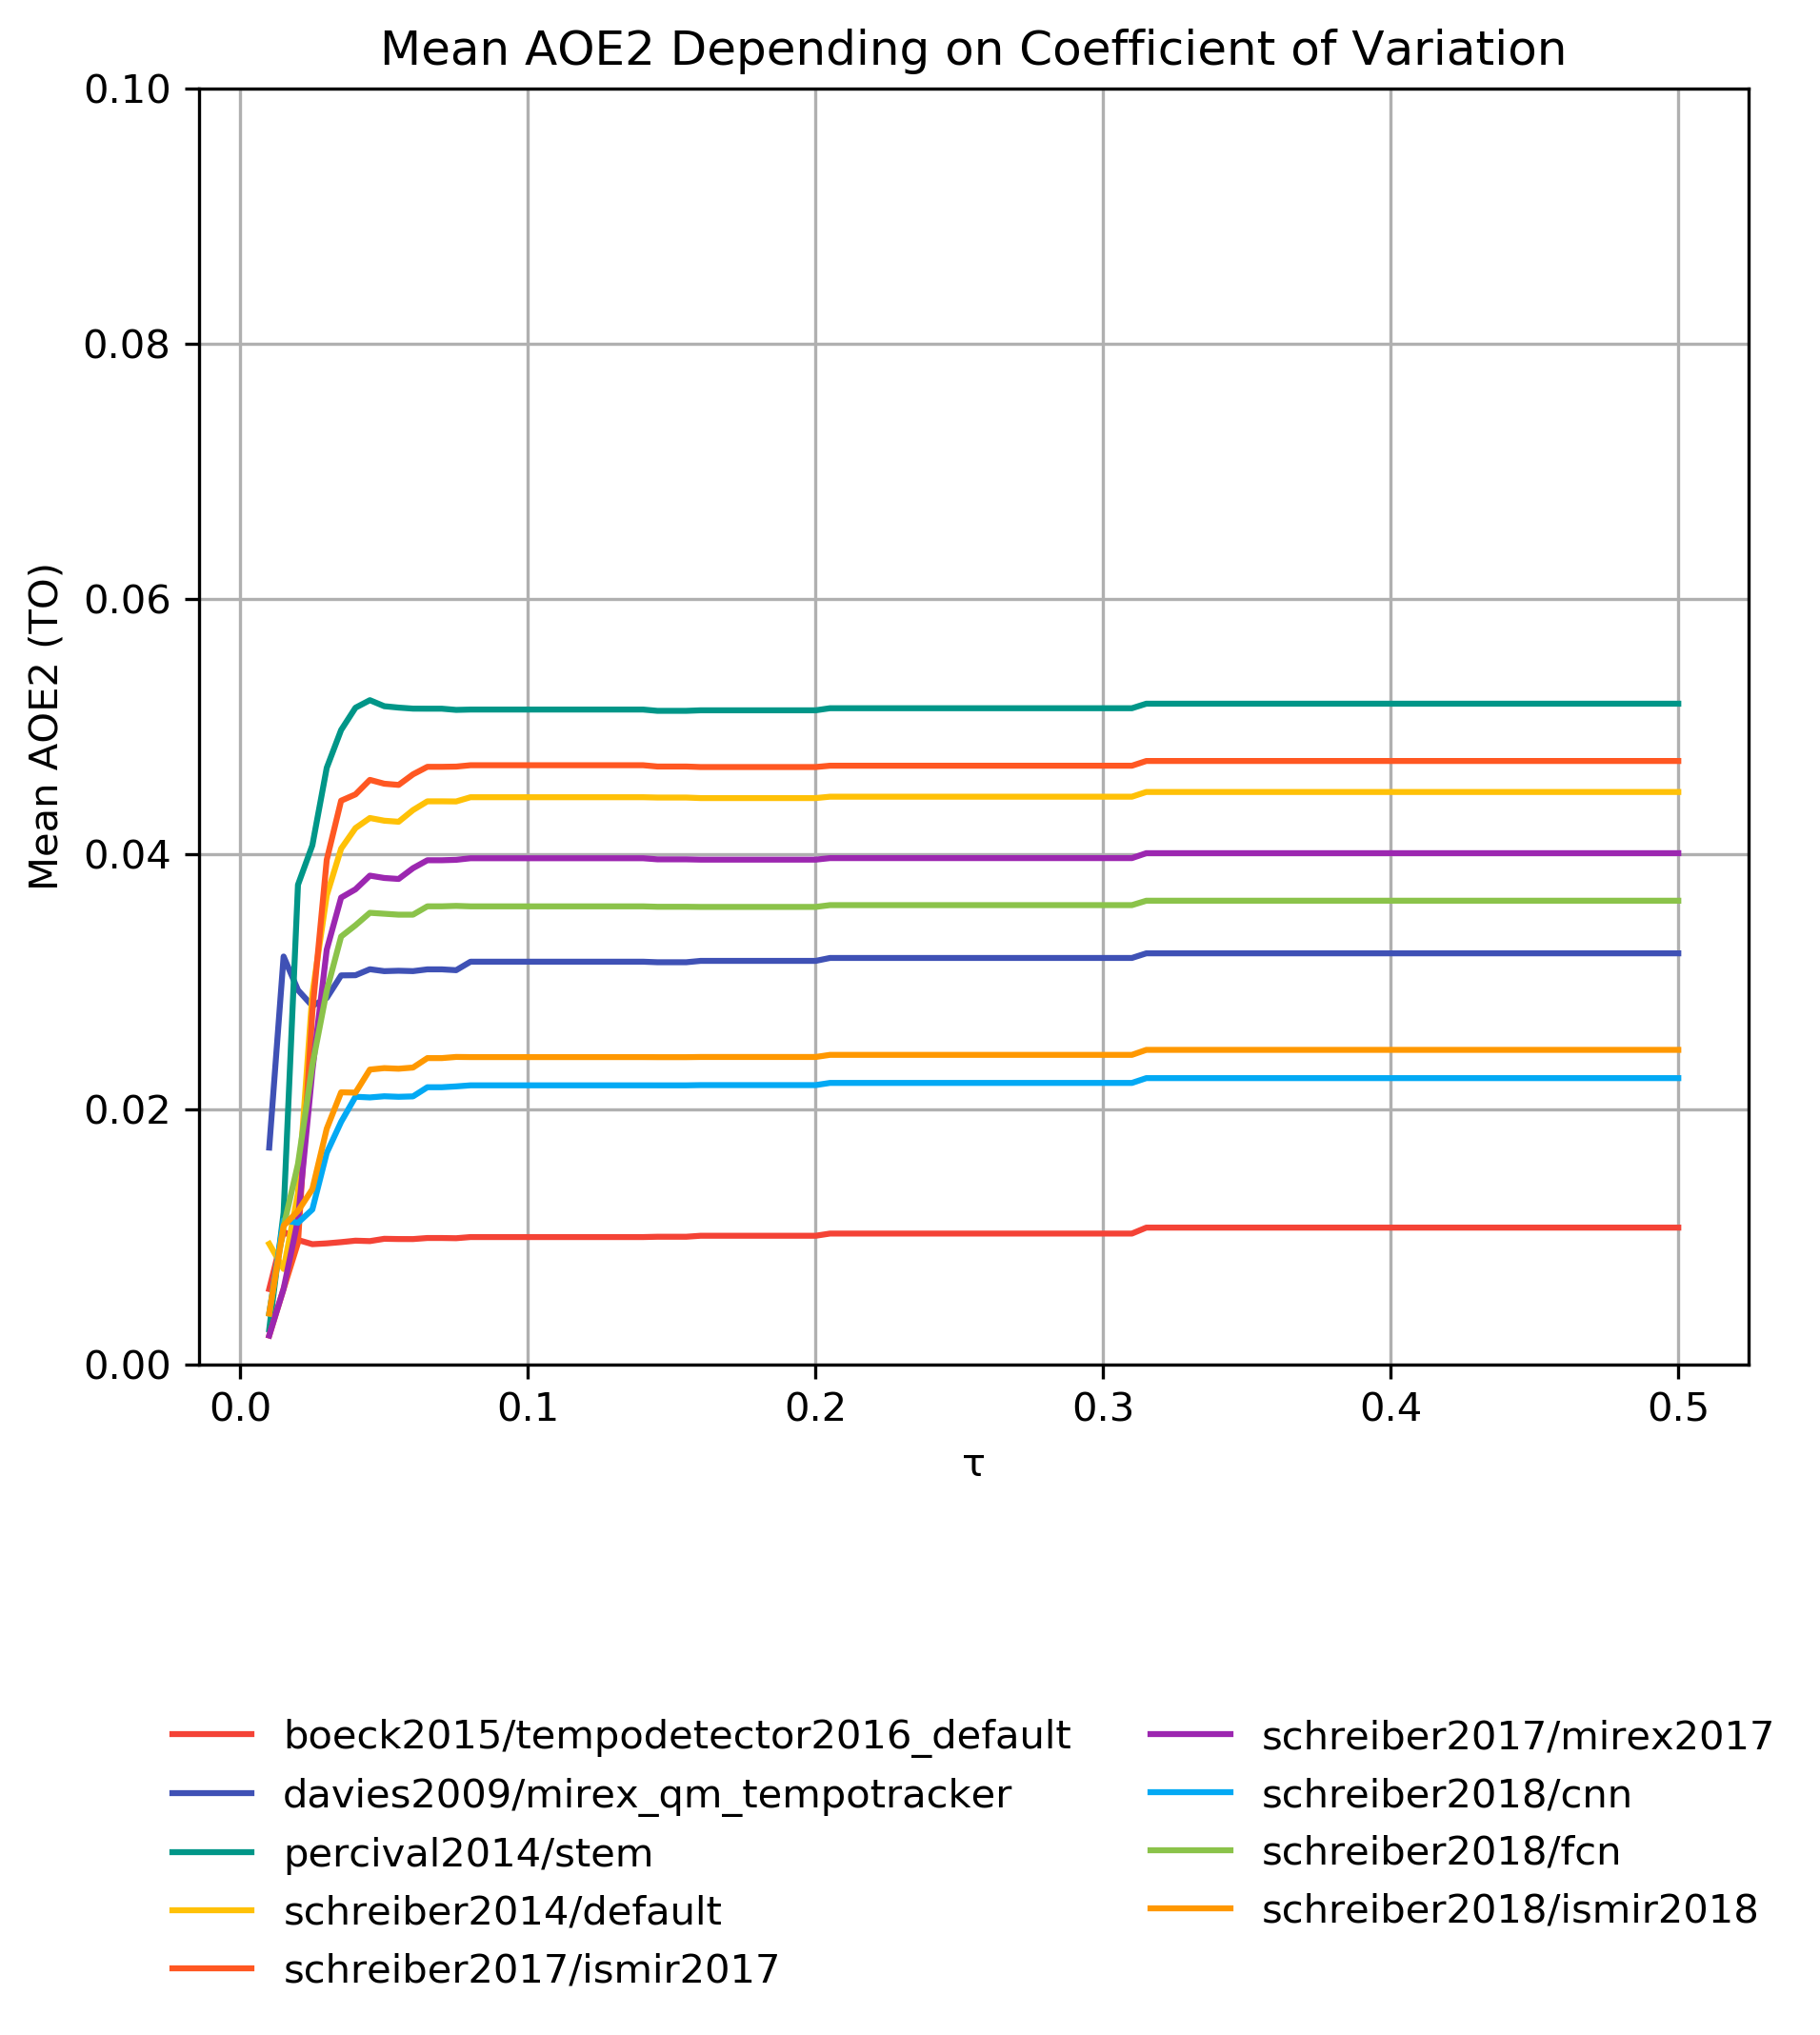 Mean AOE2 Depending on Coefficient of Variation
0.10
0.08
0.06
0.04
0.02
0.00
Mean AOE2 (TO)
0.0 0.1 0.2 0.3 0.4 0.5
τ
boeck2015/tempodetector2016_default
davies2009/mirex_qm_tempotracker
percival2014/stem
schreiber2014/default
schreiber2017/ismir2017
schreiber2017/mirex2017
schreiber2018/cnn
schreiber2018/fcn
schreiber2018/ismir2018